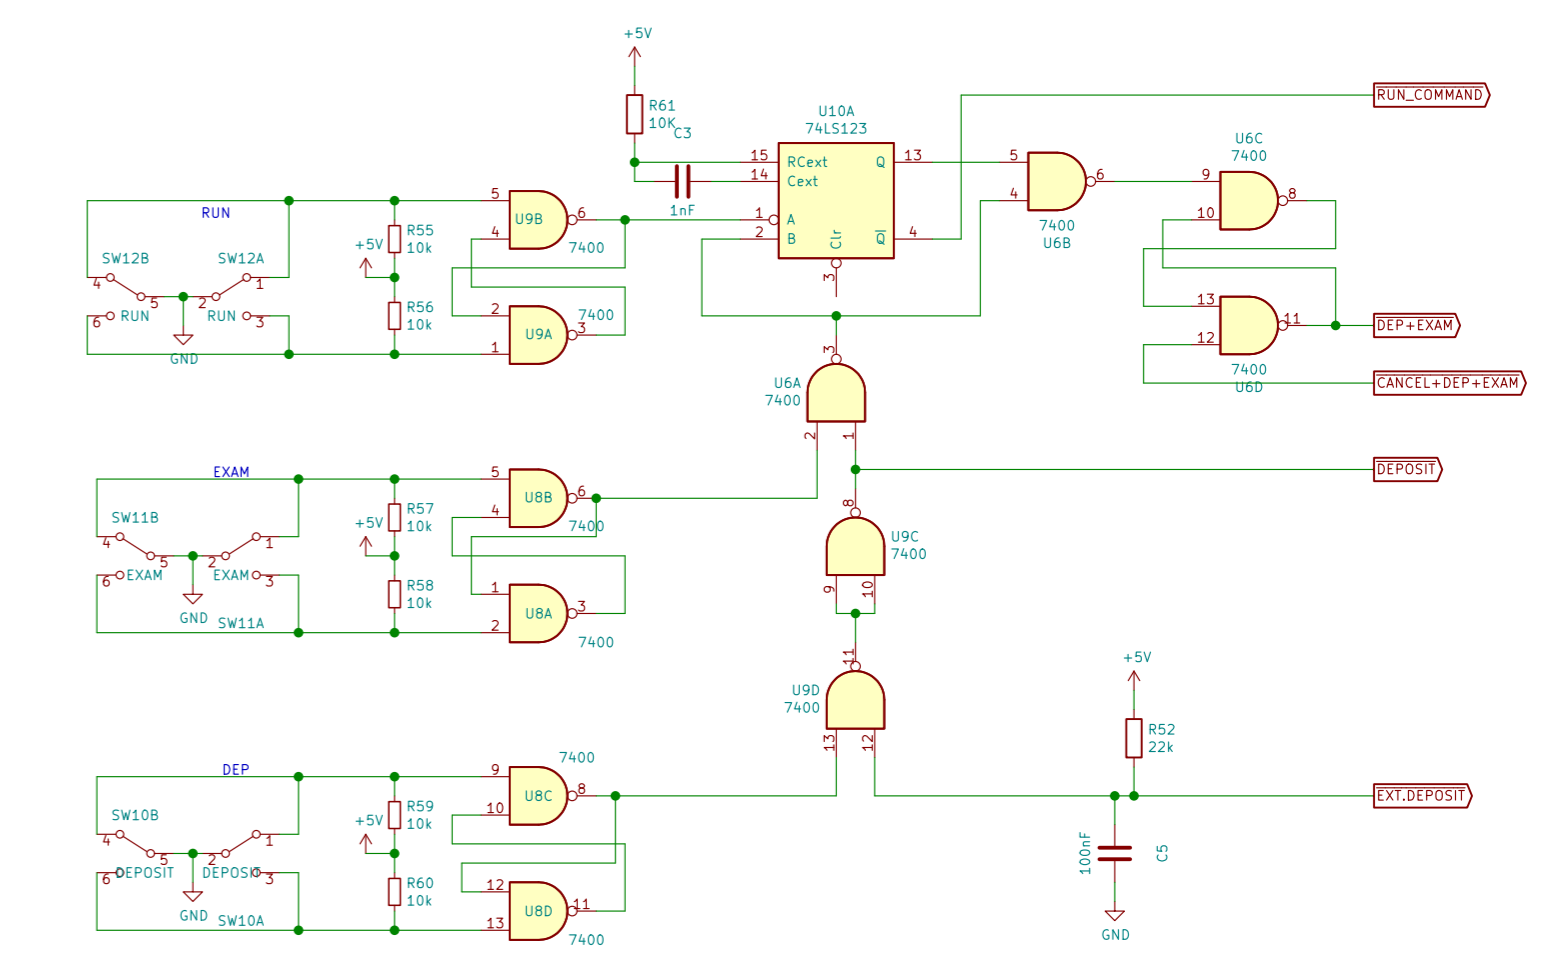 +5V
R61
10K
C3
1nF
U10A
74LS123
15
RCext
14
Cext
1
A
2
B
Clr
3
Q
13
Q
4
RUN_COMMAND
5
4
6
7400
U6B
U6C
7400
9
10
8
13
12
11
7400
U6D
DEP+EXAM
CANCEL+DEP+EXAM
RUN
SW12B
SW12A
4
5
2
1
6
RUN
RUN
3
GND
+5V
R55
10k
R56
10k
5
4
U9B
6
7400
2
1
U9A
7400
3
3
U6A
7400
2
1
DEPOSIT
EXAM
SW11B
4
5
2
1
6
EXAM
EXAM
3
GND
SW11A
+5V
R57
10k
R58
10k
5
4
U8B
6
7400
1
2
U8A
3
7400
8
U9C
7400
9
10
11
U9D
7400
13
12
+5V
R52
22k
EXT.DEPOSIT
100nF
C5
GND
DEP
SW10B
4
5
2
1
6
DEPOSIT
DEPOSIT
3
GND
SW10A
+5V
R59
10k
R60
10k
7400
9
10
U8C
8
12
13
U8D
11
7400